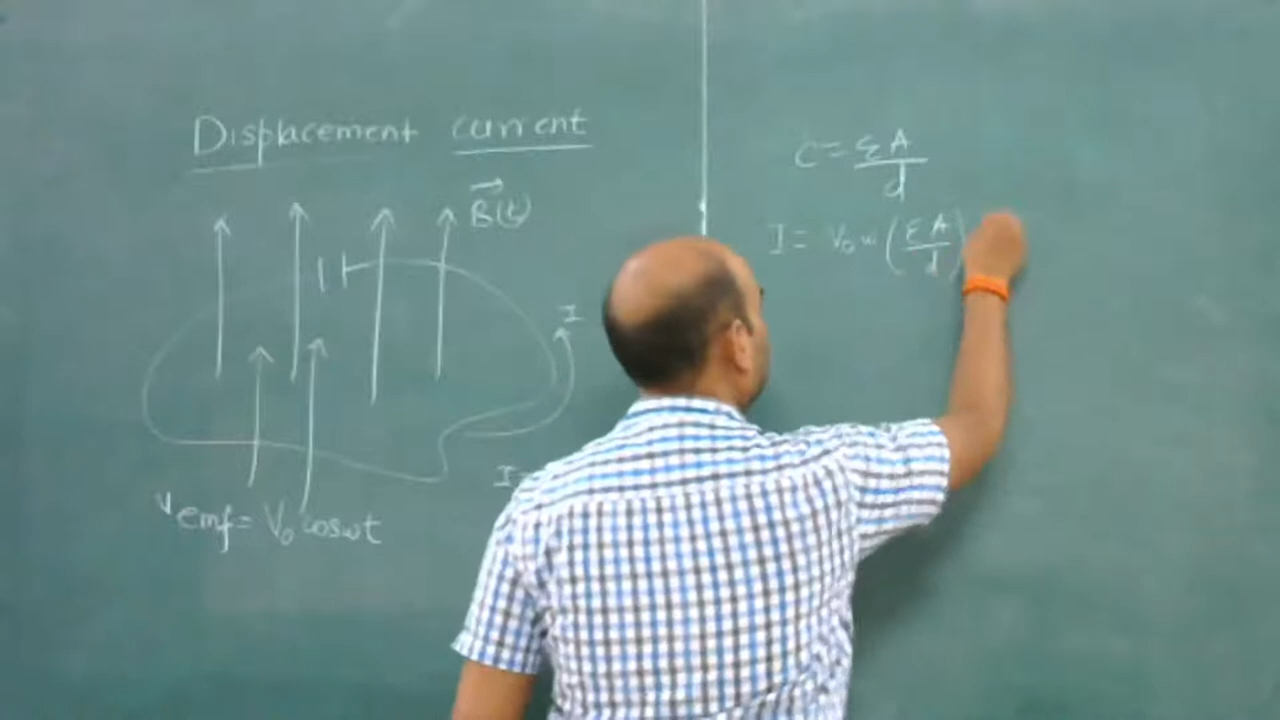 Displacement current
B(t)
I
I=
Vemf= V₀ cosωt
C = εA/d
I = V₀ω(εA/d)